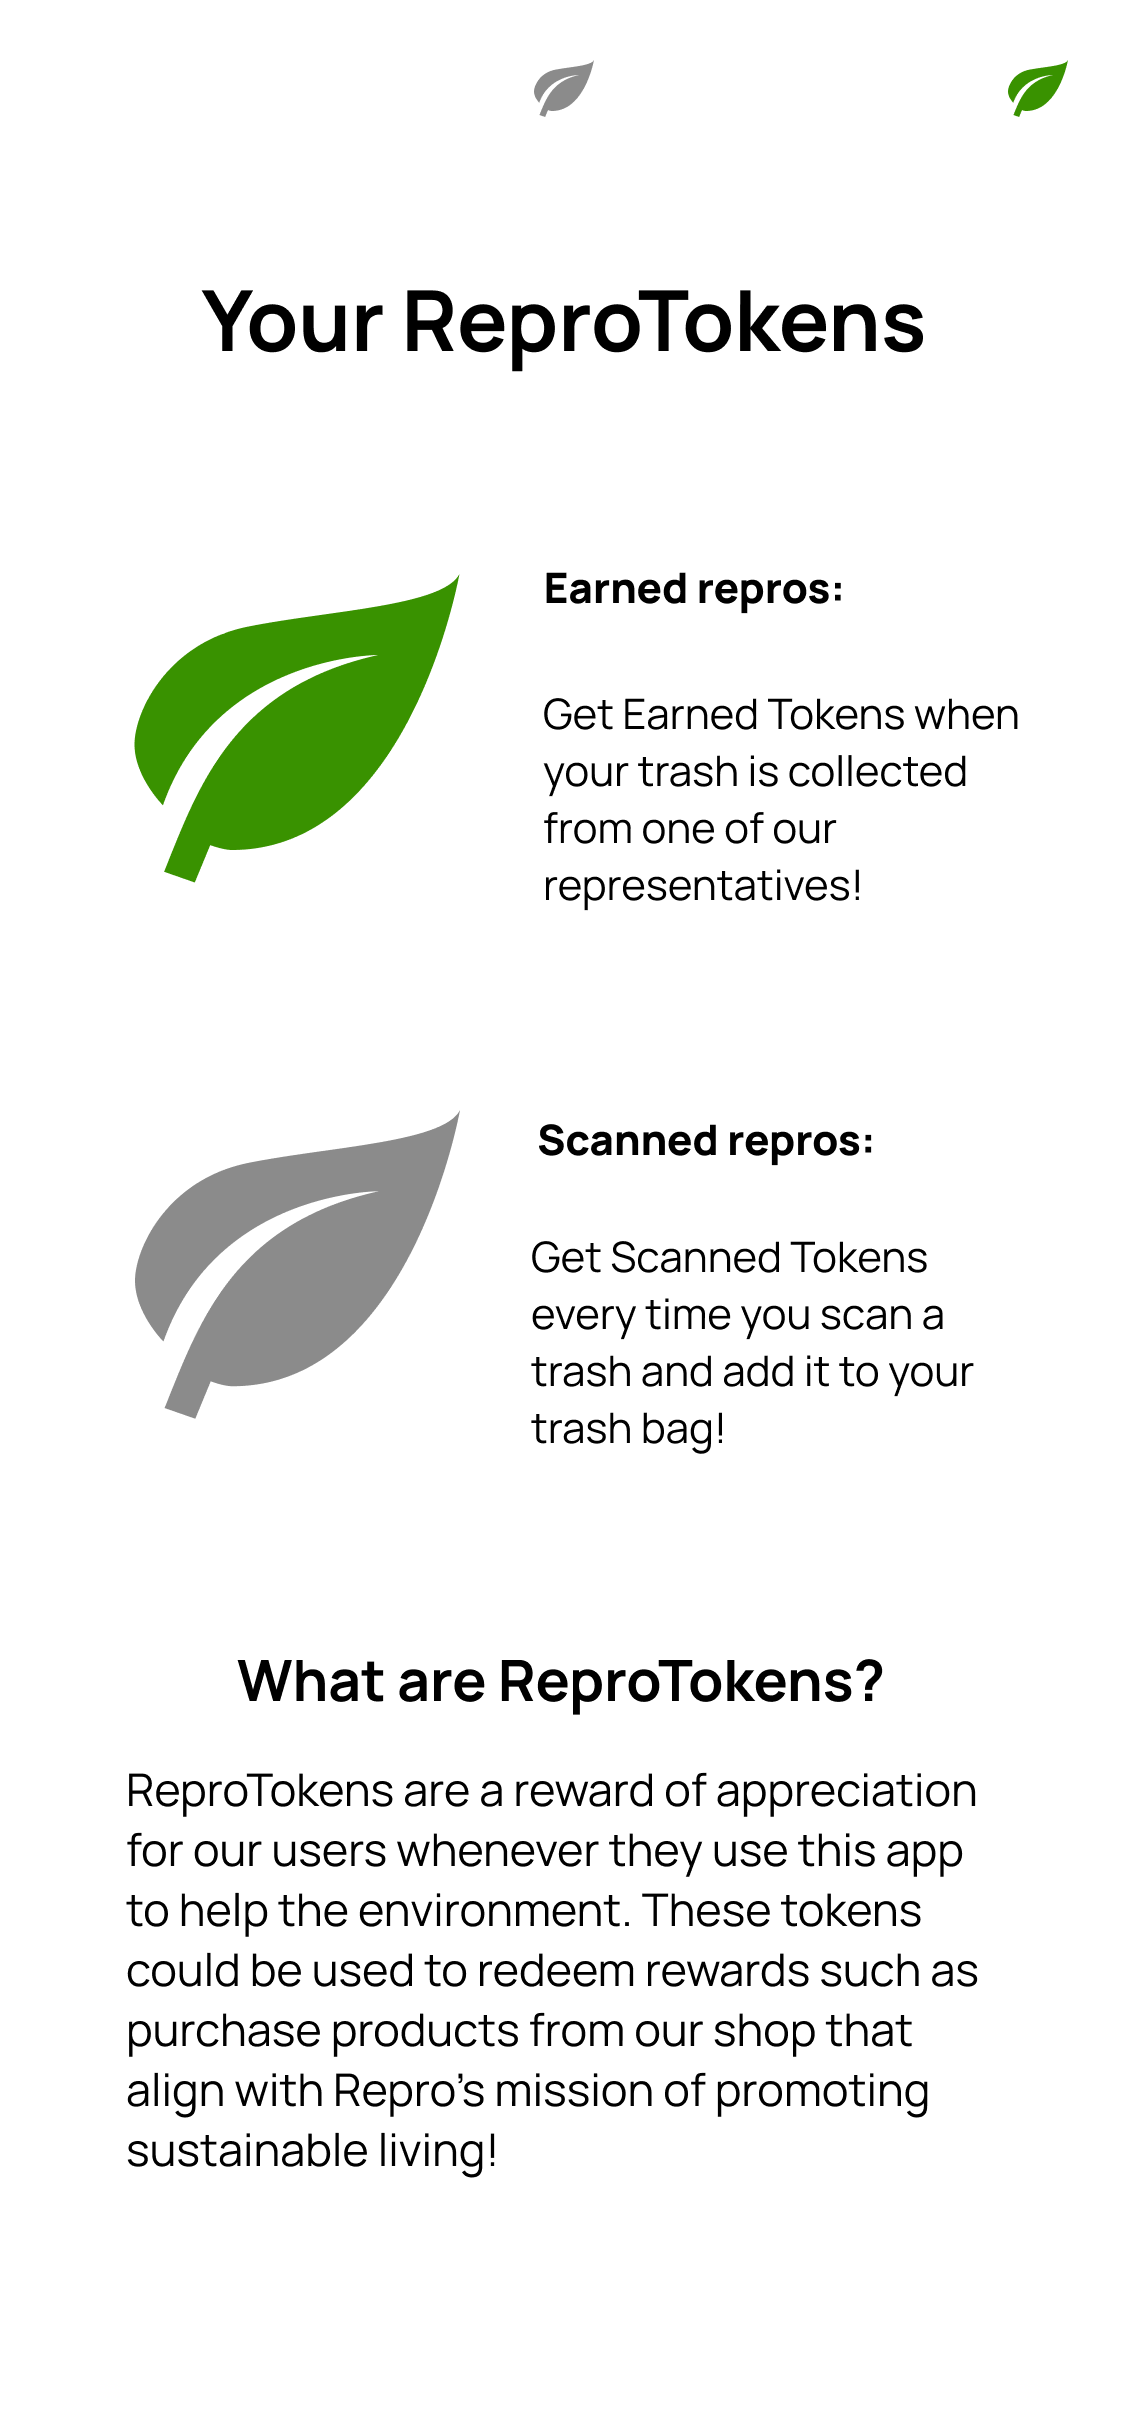 Your ReproTokens
Earned repros:
Get Earned Tokens when
your trash is collected
from one of our
representatives!
Scanned repros:
Get Scanned Tokens
every time you scan a
trash and add it to your
trash bag!
What are ReproTokens?
ReproTokens are a reward of appreciation
for our users whenever they use this app
to help the environment. These tokens
could be used to redeem rewards such as
purchase products from our shop that
align with Repro’s mission of promoting
sustainable living!